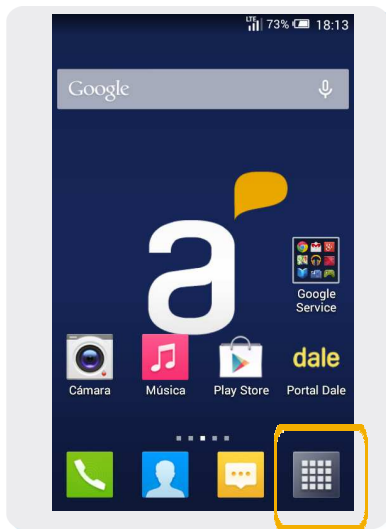 LTE 73% 18:13
Google
a
Google
Service
dale
Cámara Música Play Store Portal Dale